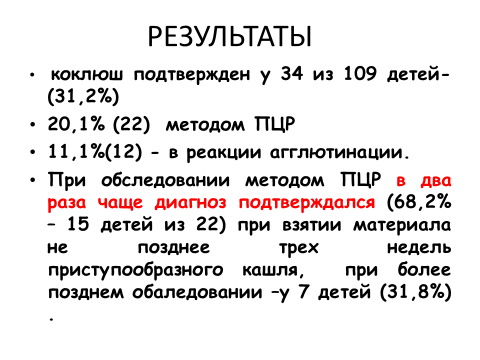 РЕЗУЛЬТАТЫ
• коклюш подтвержден у 34 из 109 детей-
(31,2%)
• 20,1% (22) методом ПЦР
• 11,1%(12) - в реакции агглютинации.
• При обследовании методом ПЦР в два
раза чаще диагноз подтверждался (68,2%
– 15 детей из 22) при взятии материала
не позднее трех недель
приступообразного кашля, при более
позднем обаледовании –у 7 детей (31,8%)
.